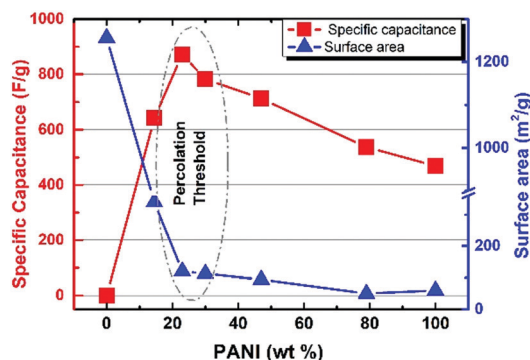 1000
800
600
400
200
0
Specific Capacitance (F/g)
Specific capacitance
Surface area
Percolation
Threshold
1200
1000
200
100
0
Surface area (m²/g)
0 20 40 60 80 100
PANI (wt %)